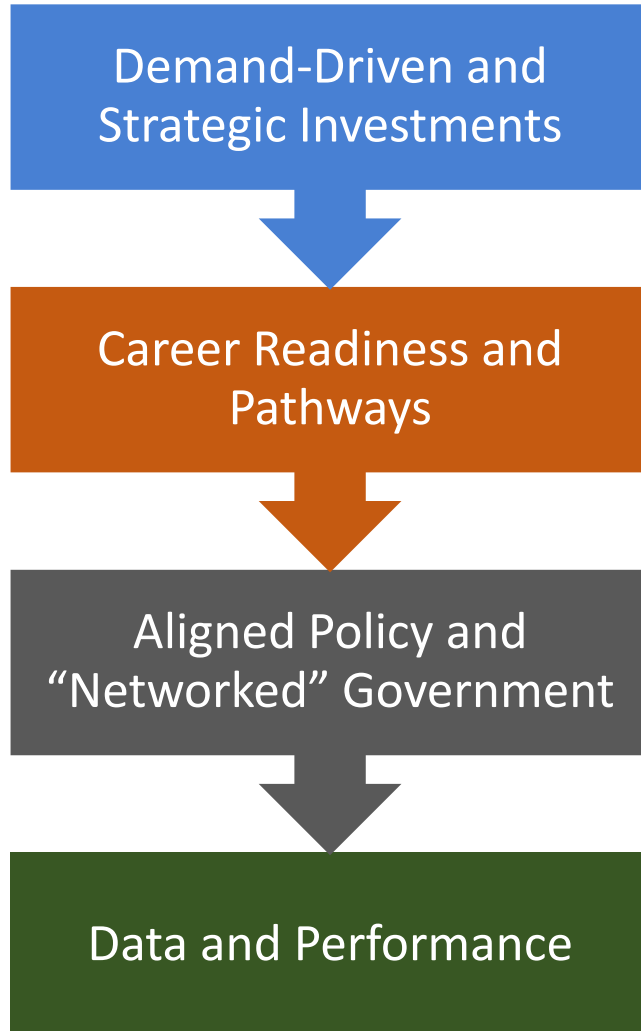 Demand-Driven and
Strategic Investments
Career Readiness and
Pathways
Aligned Policy and
“Networked” Government
Data and Performance